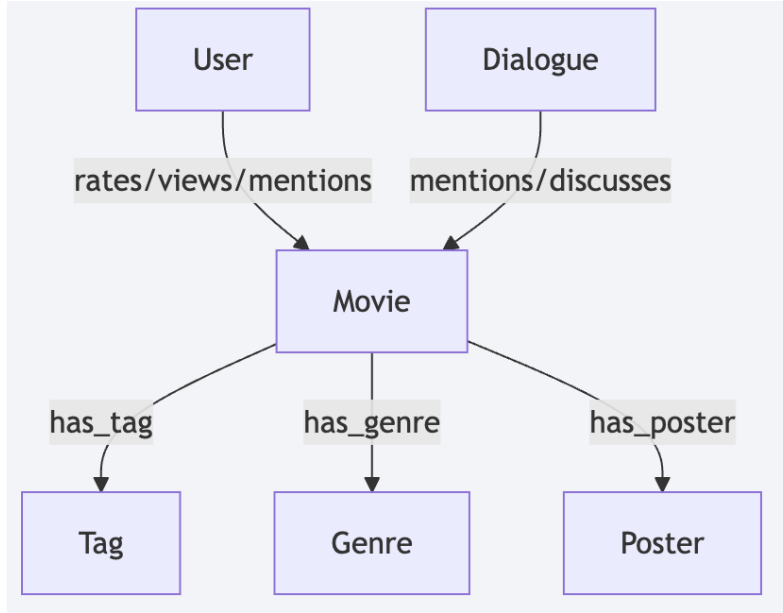 User
Dialogue
rates/views/mentions
mentions/discusses
Movie
has_tag
has_genre
has_poster
Tag
Genre
Poster